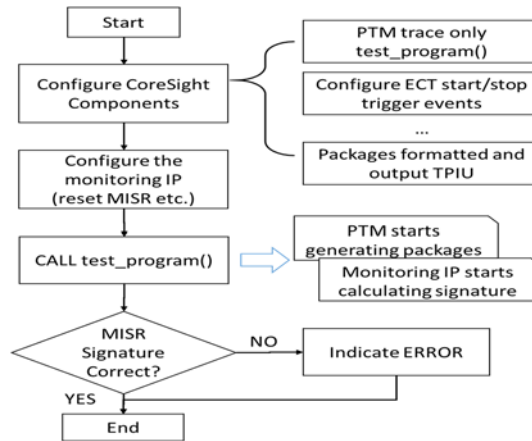 Start
Configure CoreSight
Components
PTM trace only
test_program()
Configure ECT start/stop
trigger events
...
Packages formatted and
output TPIU
Configure the
monitoring IP
(reset MISR etc.)
CALL test_program()
PTM starts
generating packages
Monitoring IP starts
calculating signature
MISR
Signature
Correct?
NO
Indicate ERROR
YES
End